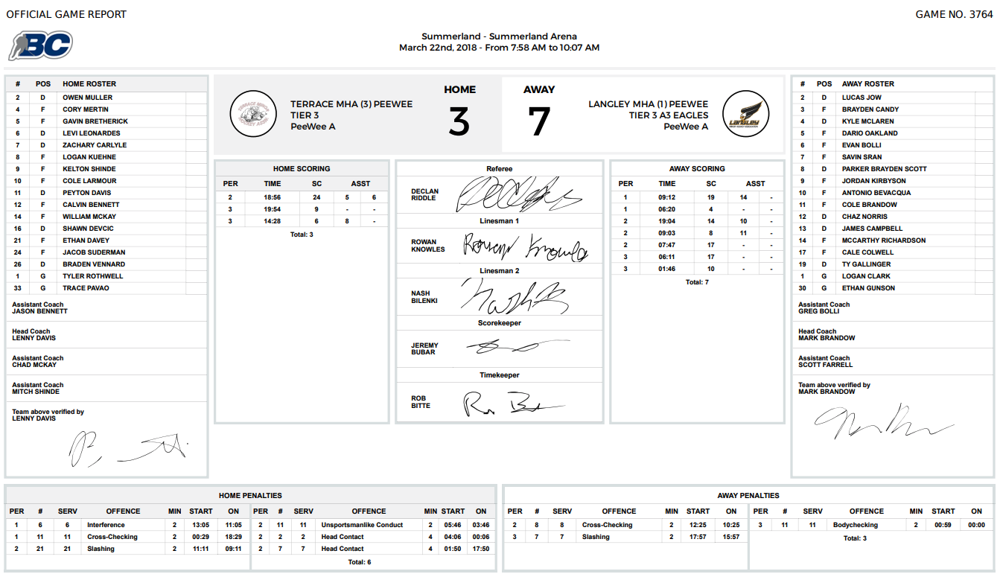 OFFICIAL GAME REPORT
GAME NO. 3764
BC
Summerland - Summerland Arena
March 22nd, 2018 - From 7:58 AM to 10:07 AM
# POS HOME ROSTER
2 D OWEN MULLER
4 F CORY MERTIN
5 F GAVIN BRETHERICK
6 D LEVI LEONARDES
7 D ZACHARY CARLYLE
8 F LOGAN KUEHNE
9 F KELTON SHINDE
10 F COLE LARMOUR
11 D PEYTON DAVIS
12 F CALVIN BENNETT
14 F WILLIAM MCKAY
16 D SHAWN DEVCIC
21 F ETHAN DAVEY
24 F JACOB SUDERMAN
26 D BRADEN VENNARD
1 G TYLER ROTHWELL
33 G TRACE PAVAO
Assistant Coach
JASON BENNETT
Head Coach
LENNY DAVIS
Assistant Coach
CHAD MCKAY
Assistant Coach
MITCH SHINDE
Team above verified by
LENNY DAVIS
TERRACE MHA (3) PEEWEE
TIER 3
PeeWee A
HOME
3
AWAY
7
LANGLEY MHA (1) PEEWEE
TIER 3 A3 EAGLES
PeeWee A
Langley
HOME SCORING
PER TIME SC ASST
2 18:56 24 5 6
3 19:54 9 - -
3 14:28 6 8 -
Total: 3
Referee
DECLAN
RIDDLE
Linesman 1
ROWAN
KNOWLES
Rowan Knowles
Linesman 2
NASH
BILENKI
Scorekeeper
JEREMY
BUBAR
Timekeeper
ROB
BITTE
AWAY SCORING
PER TIME SC ASST
1 09:12 19 14 -
1 06:20 4 - -
2 19:04 14 10 -
2 09:03 8 11 -
2 07:47 17 - -
3 06:11 17 - -
3 01:46 10 - -
Total: 7
# POS AWAY ROSTER
2 D LUCAS JOW
3 F BRAYDEN CANDY
4 D KYLE MCLAREN
5 F DARIO OAKLAND
6 F EVAN BOLLI
7 F SAVIN SRAN
8 D PARKER BRAYDEN SCOTT
9 F JORDAN KIRBYSON
10 F ANTONIO BEVACQUA
11 F COLE BRANDOW
12 D CHAZ NORRIS
13 D JAMES CAMPBELL
14 F MCCARTHY RICHARDSON
17 F CALE COLWELL
19 D TY GALLINGER
1 G LOGAN CLARK
30 G ETHAN GUNSON
Assistant Coach
GREG BOLLI
Head Coach
MARK BRANDOW
Assistant Coach
SCOTT FARRELL
Team above verified by
MARK BRANDOW
HOME PENALTIES
PER # SERV OFFENCE MIN START ON
1 6 6 Interference 2 13:05 11:05
1 11 11 Cross-Checking 2 00:29 18:29
2 21 21 Slashing 2 11:11 09:11
PER # SERV OFFENCE MIN START ON
2 11 11 Unsportsmanlike Conduct 2 05:46 03:46
2 2 2 Head Contact 4 04:06 00:06
2 7 7 Head Contact 4 01:50 17:50
Total: 6
AWAY PENALTIES
PER # SERV OFFENCE MIN START ON
2 8 8 Cross-Checking 2 12:25 10:25
3 7 7 Slashing 2 17:57 15:57
PER # SERV OFFENCE MIN START ON
3 11 11 Bodychecking 2 00:59 00:00
Total: 3